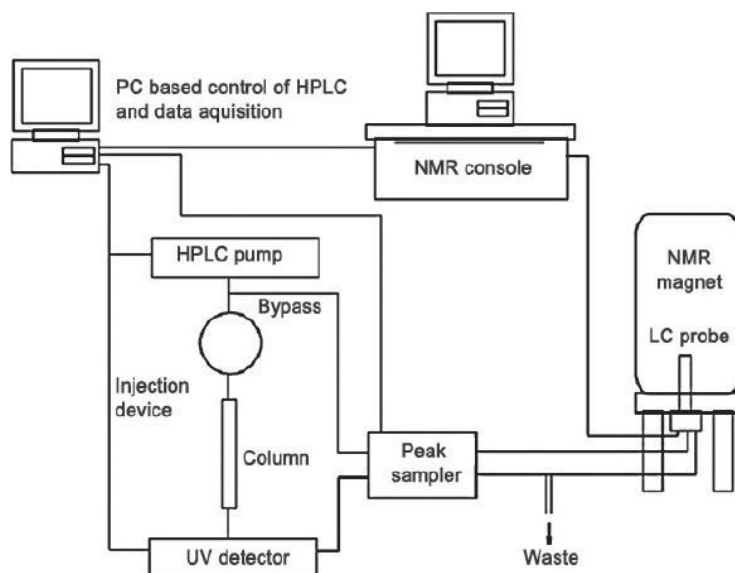 PC based control of HPLC
and data aquisition
NMR console
HPLC pump
NMR
magnet
Bypass
LC probe
Injection
device
Column
Peak
sampler
UV detector
Waste